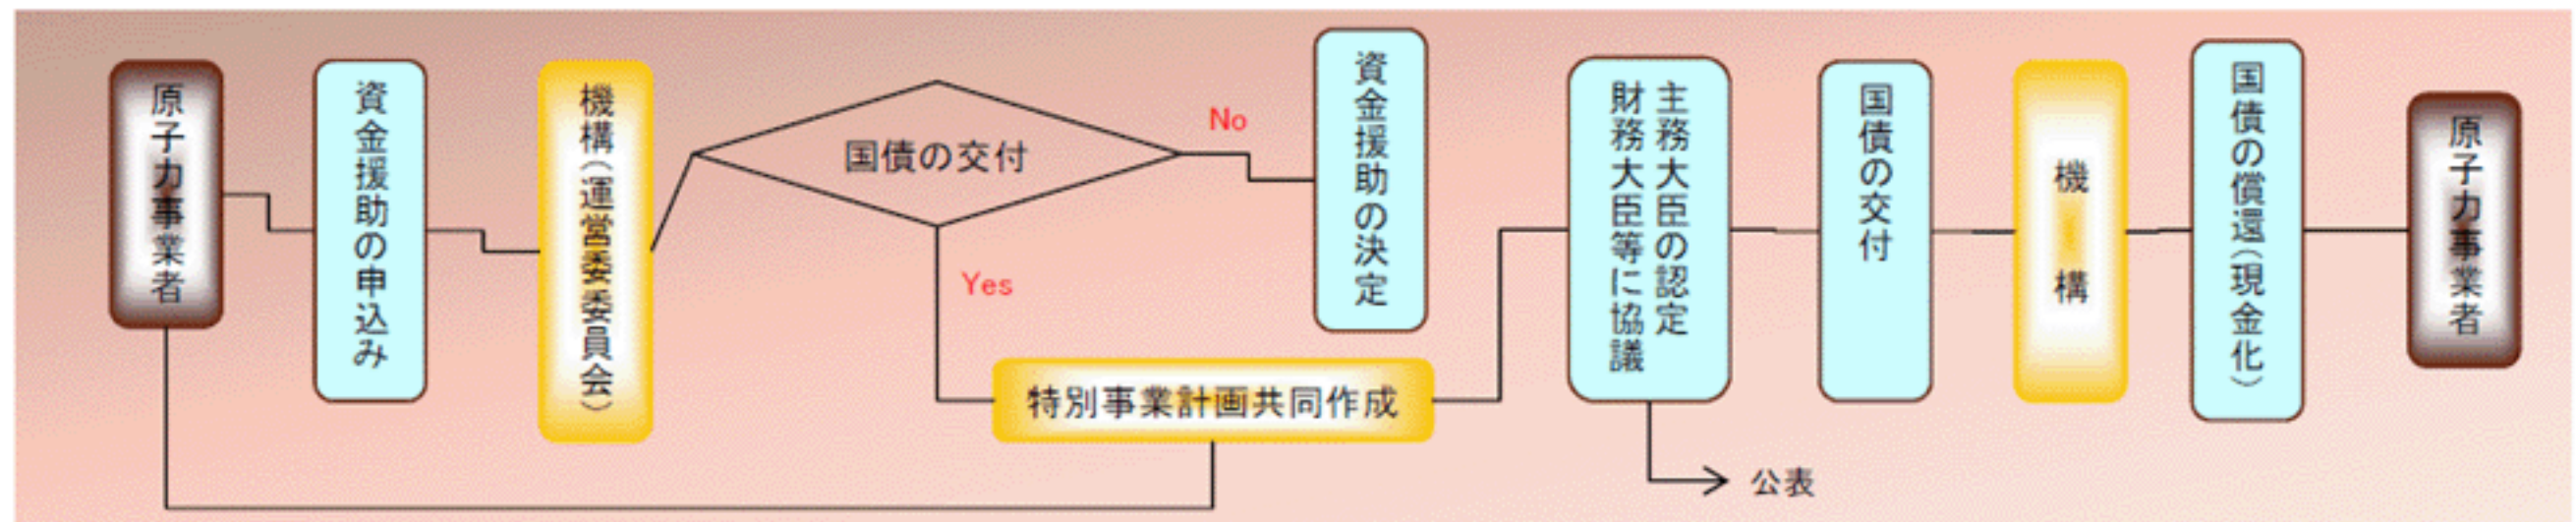 原子力事業者
資金援助の申込み
機構（運営委委員会）
国債の交付
No
Yes
資金援助の決定
特別事業計画共同作成
主務大臣の認定
財務大臣等に協議
公表
国債の交付
機構
国債の償還（現金化）
原子力事業者